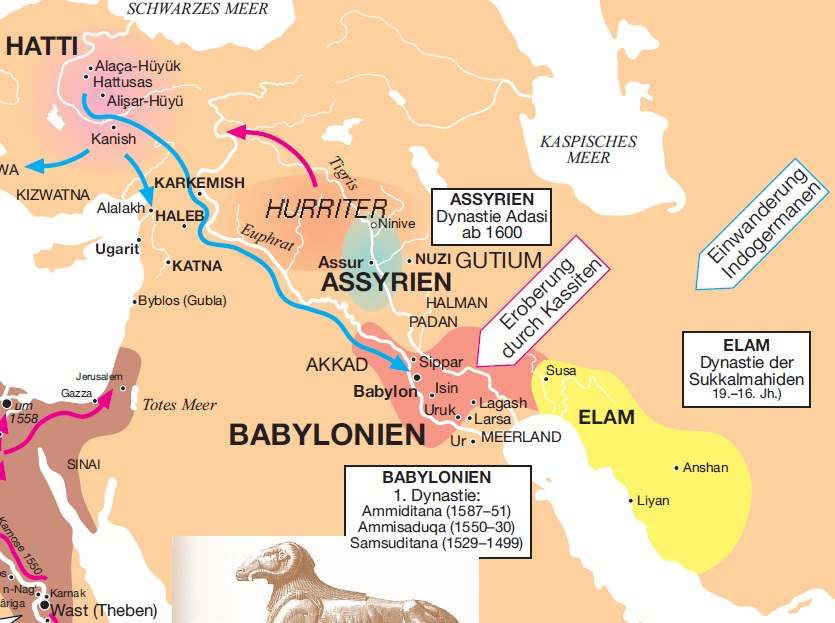 SCHWARZES MEER
HATTI
Alaça-Hüyük
Hattusas
Alişar-Hüyü
Kanish
KASPISCHES
MEER
WA
KIZWATNA
KARKEMISH
Tigris
Alalakh
HALEB
HURRITER
Ninive
ASSYRIEN
Dynastie Adasi
ab 1600
Einwanderung
Indogermanen
Ugarit
Euphrat
KATNA
Assur
NUZI
GUTIUM
ASSYRIEN
Eroberung
durch Kassiten
Byblos (Gubla)
HALMAN
PADAN
ELAM
Dynastie der
Sukkalmahiden
19.–16. Jh.)
AKKAD
Sippar
Susa
Jerusalem
Gazza
Babylon
Isin
um
1558
Totes Meer
Uruk
Lagash
Larsa
ELAM
BABYLONIEN
Ur
MEERLAND
SINAI
Anshan
BABYLONIEN
1. Dynastie:
Ammiditana (1587–51)
Ammisaduqa (1550–30)
Samsuditana (1529–1499)
Liyan
Kamose 1550
os
n-Nag'
âriga
Karnak
Wast (Theben)